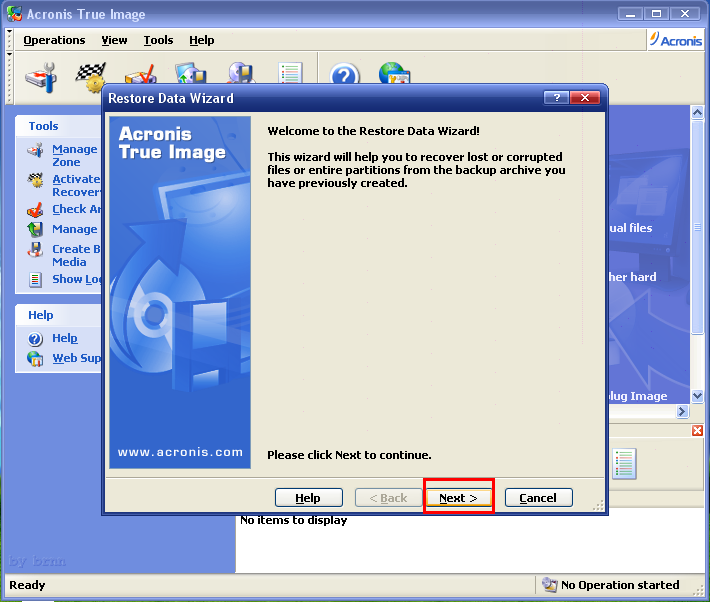 Acronis True Image
Operations View Tools Help
Acronis
Restore Data Wizard
Tools
Manage
Zone
Activate
Recover
Check Ar
Manage
Create B
Media
Show Log
Help
Help
Web Sup
Acronis
True Image
www.acronis.com
Welcome to the Restore Data Wizard!
This wizard will help you to recover lost or corrupted
files or entire partitions from the backup archive you
have previously created.
Please click Next to continue.
Help < Back Next > Cancel
ual files
her hard
plug Image
No items to display
by brnn
Ready
No Operation started